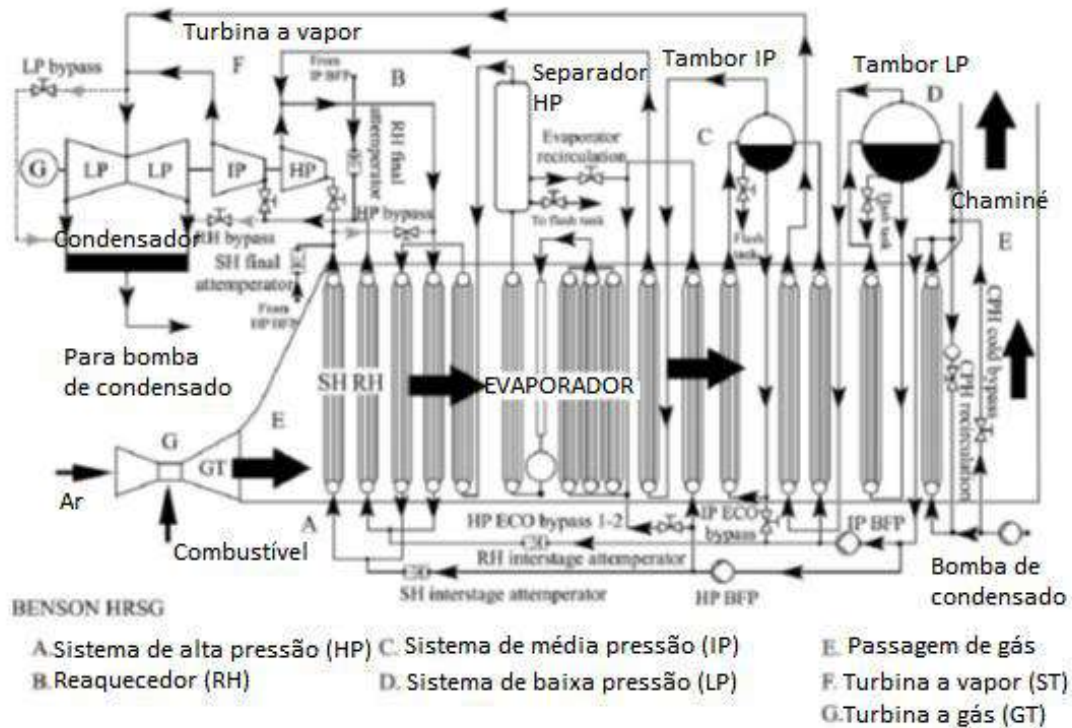 Turbina a vapor
LP bypass
F
From
IP BFP
B
Separador
HP
Tambor IP
Tambor LP
D
C
RH final
attemperator
Evaporator
recirculation
G
LP
LP
IP
HP
To flash tank
Flash
tank
Flash
tank
Chaminé
HP bypass
RH bypass
Condensador
SH final
attemperator
E
From
HP BFP
Para bomba
de condensado
SH
RH
EVAPORADOR
CPH recirculation
CPH cold bypass
E
G
GT
Ar
Combustível
A
HP ECO bypass 1-2
IP ECO
bypass
IP BFP
RH interstage attemperator
SH interstage attemperator
HP BFP
Bomba de
condensado
BENSON HRSG
A. Sistema de alta pressão (HP)
B. Reaquecedor (RH)
C. Sistema de média pressão (IP)
D. Sistema de baixa pressão (LP)
E. Passagem de gás
F. Turbina a vapor (ST)
G. Turbina a gás (GT)